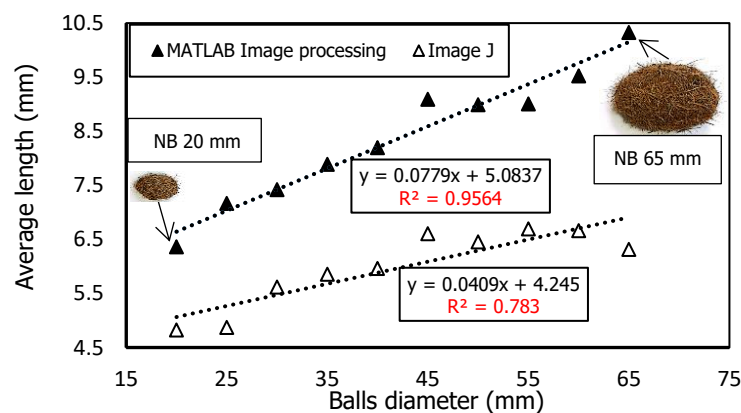 10.5
9.5
8.5
7.5
6.5
5.5
4.5
Average length (mm)
MATLAB Image processing
Image J
NB 20 mm
NB 65 mm
y = 0.0779x + 5.0837
R² = 0.9564
y = 0.0409x + 4.245
R² = 0.783
15 25 35 45 55 65 75
Balls diameter (mm)